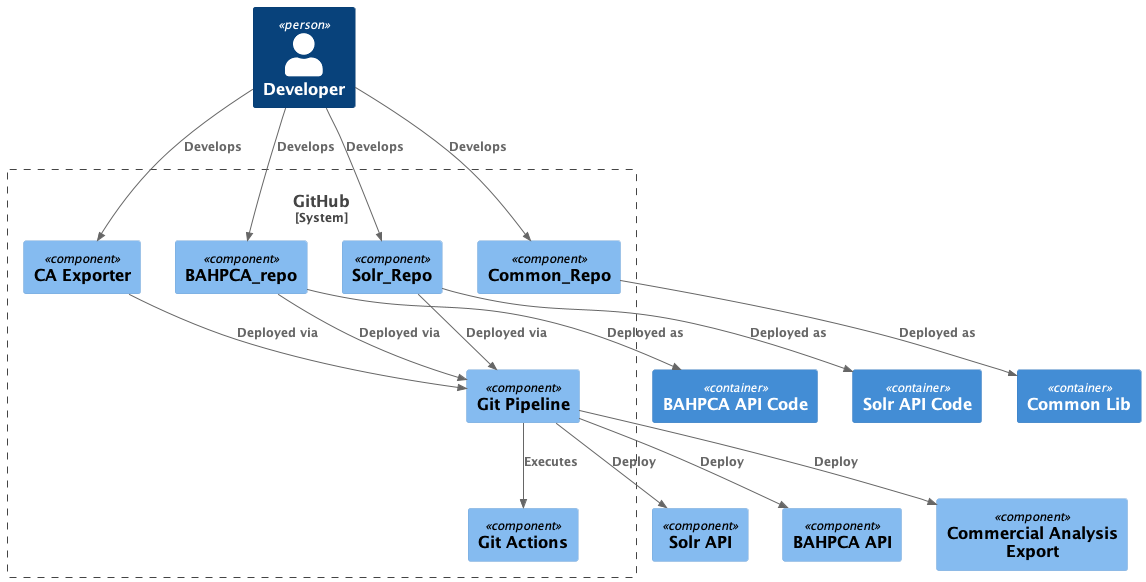 «person»
Developer
Develops
Develops
Develops
Develops
GitHub
[System]
«component»
CA Exporter
«component»
BAHPCA_repo
«component»
Solr_Repo
«component»
Common_Repo
Deployed via
Deployed via
Deployed via
Deployed as
Deployed as
Deployed as
«component»
Git Pipeline
«container»
BAHPCA API Code
«container»
Solr API Code
«container»
Common Lib
Executes
Deploy
Deploy
Deploy
«component»
Git Actions
«component»
Solr API
«component»
BAHPCA API
«component»
Commercial Analysis
Export